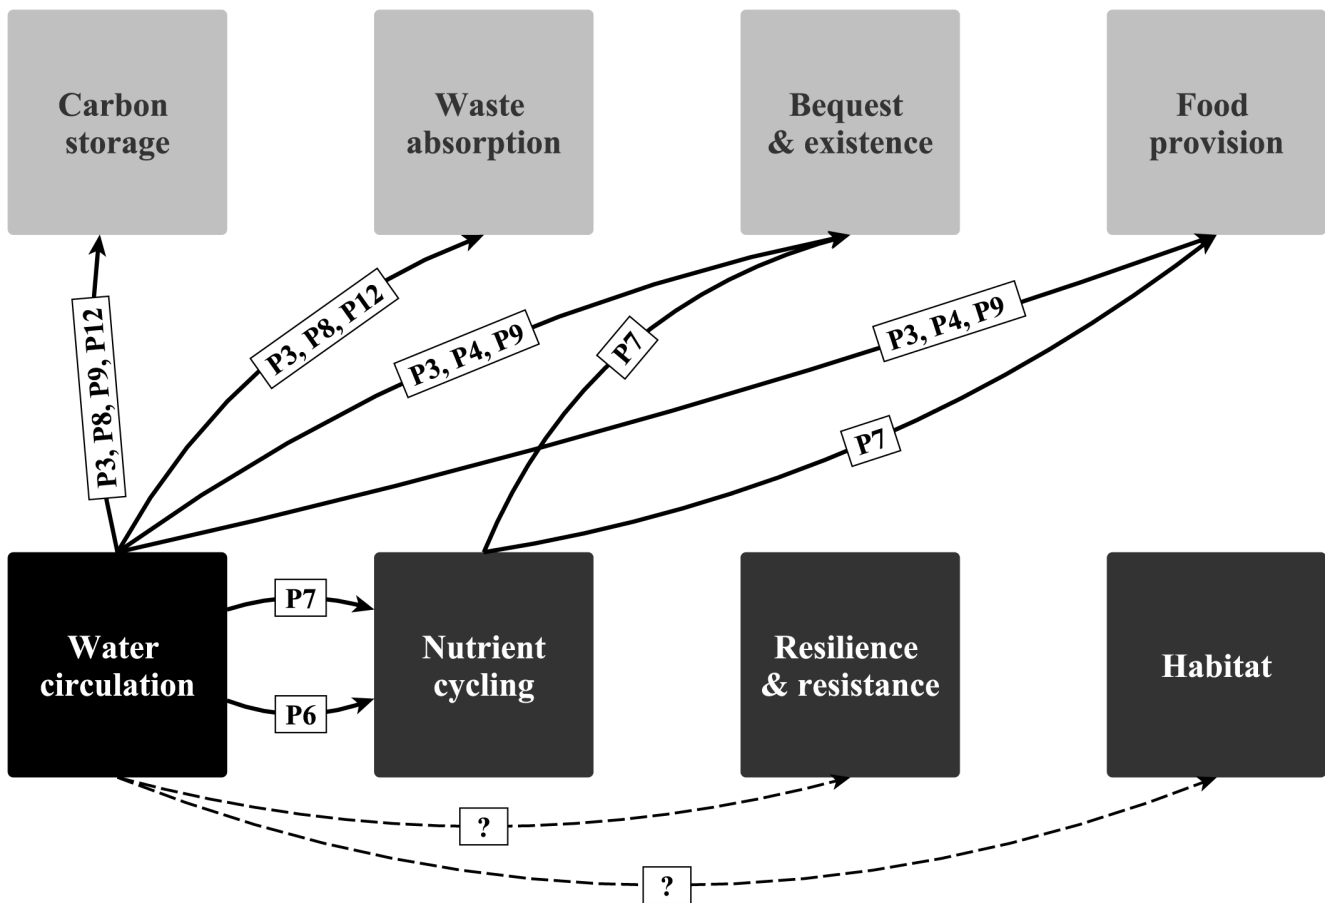 Carbon
storage
Waste
absorption
Bequest
& existence
Food
provision
P3, P8, P9, P12
P3, P8, P12
P3, P4, P9
P7
P3, P4, P9
P7
Water
circulation
P7
P6
Nutrient
cycling
Resilience
& resistance
Habitat
?
?